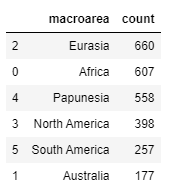 macroarea count
2 Eurasia 660
0 Africa 607
4 Papunesia 558
3 North America 398
5 South America 257
1 Australia 177